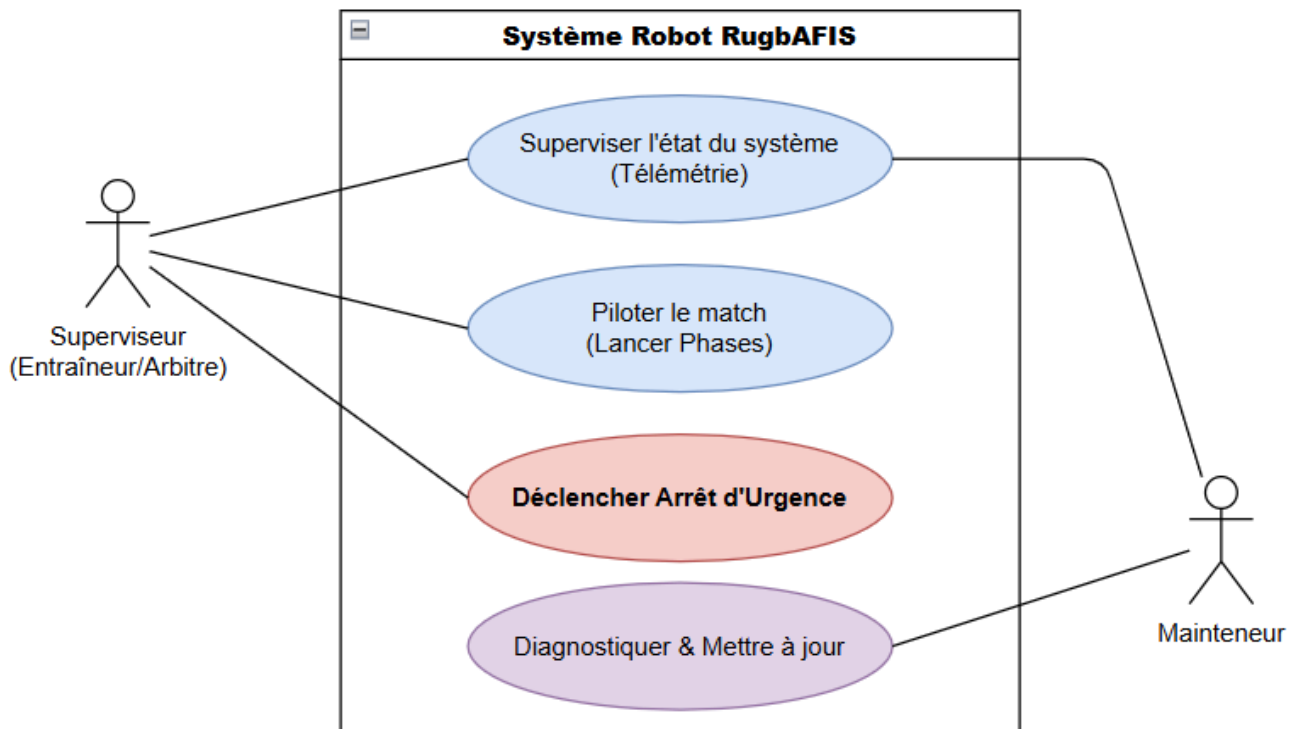 Système Robot RugbAFIS
Superviser l'état du système
(Télémétrie)
Piloter le match
(Lancer Phases)
Superviseur
(Entraîneur/Arbitre)
Déclencher Arrêt d'Urgence
Diagnostiquer & Mettre à jour
Mainteneur